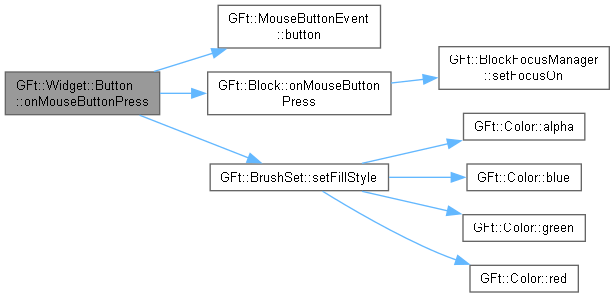 GFt::MouseButtonEvent
::button
GFt::Widget::Button
::onMouseButtonPress
GFt::Block::onMouseButton
Press
GFt::BlockFocusManager
::setFocusOn
GFt::BrushSet::setFillStyle
GFt::Color::alpha
GFt::Color::blue
GFt::Color::green
GFt::Color::red